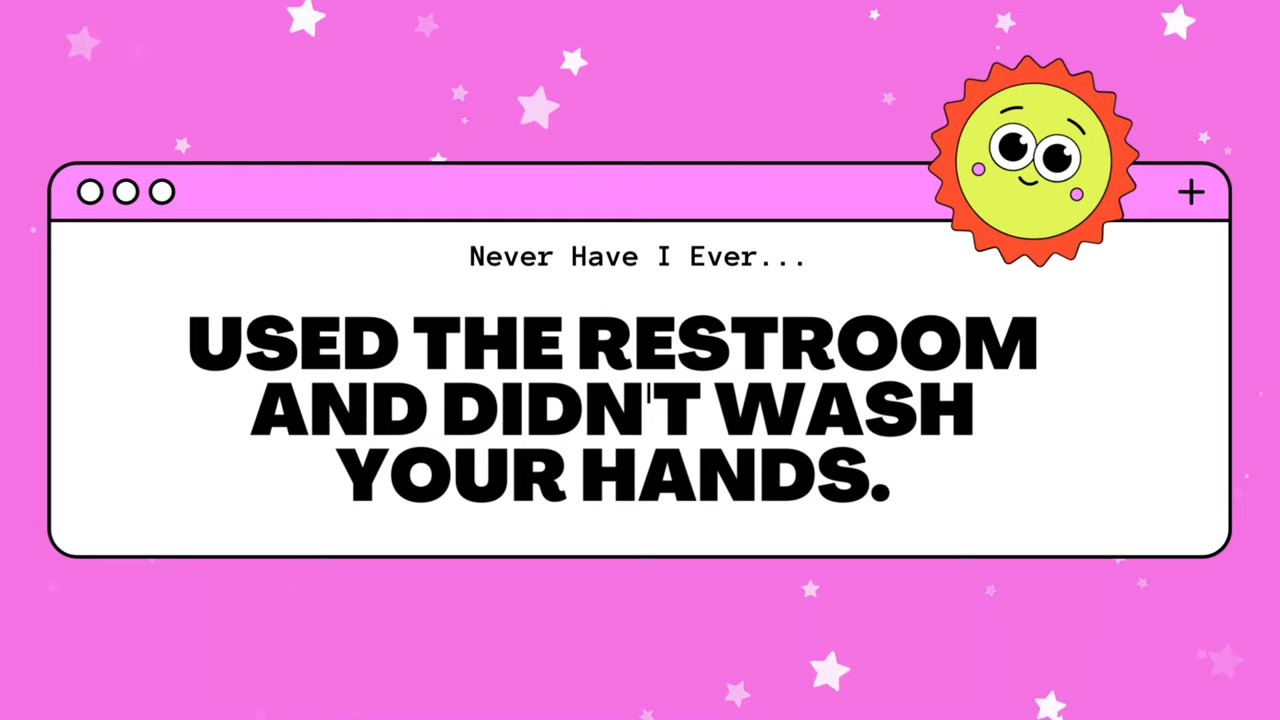 Never Have I Ever...
USED THE RESTROOM
AND DIDN'T WASH
YOUR HANDS.